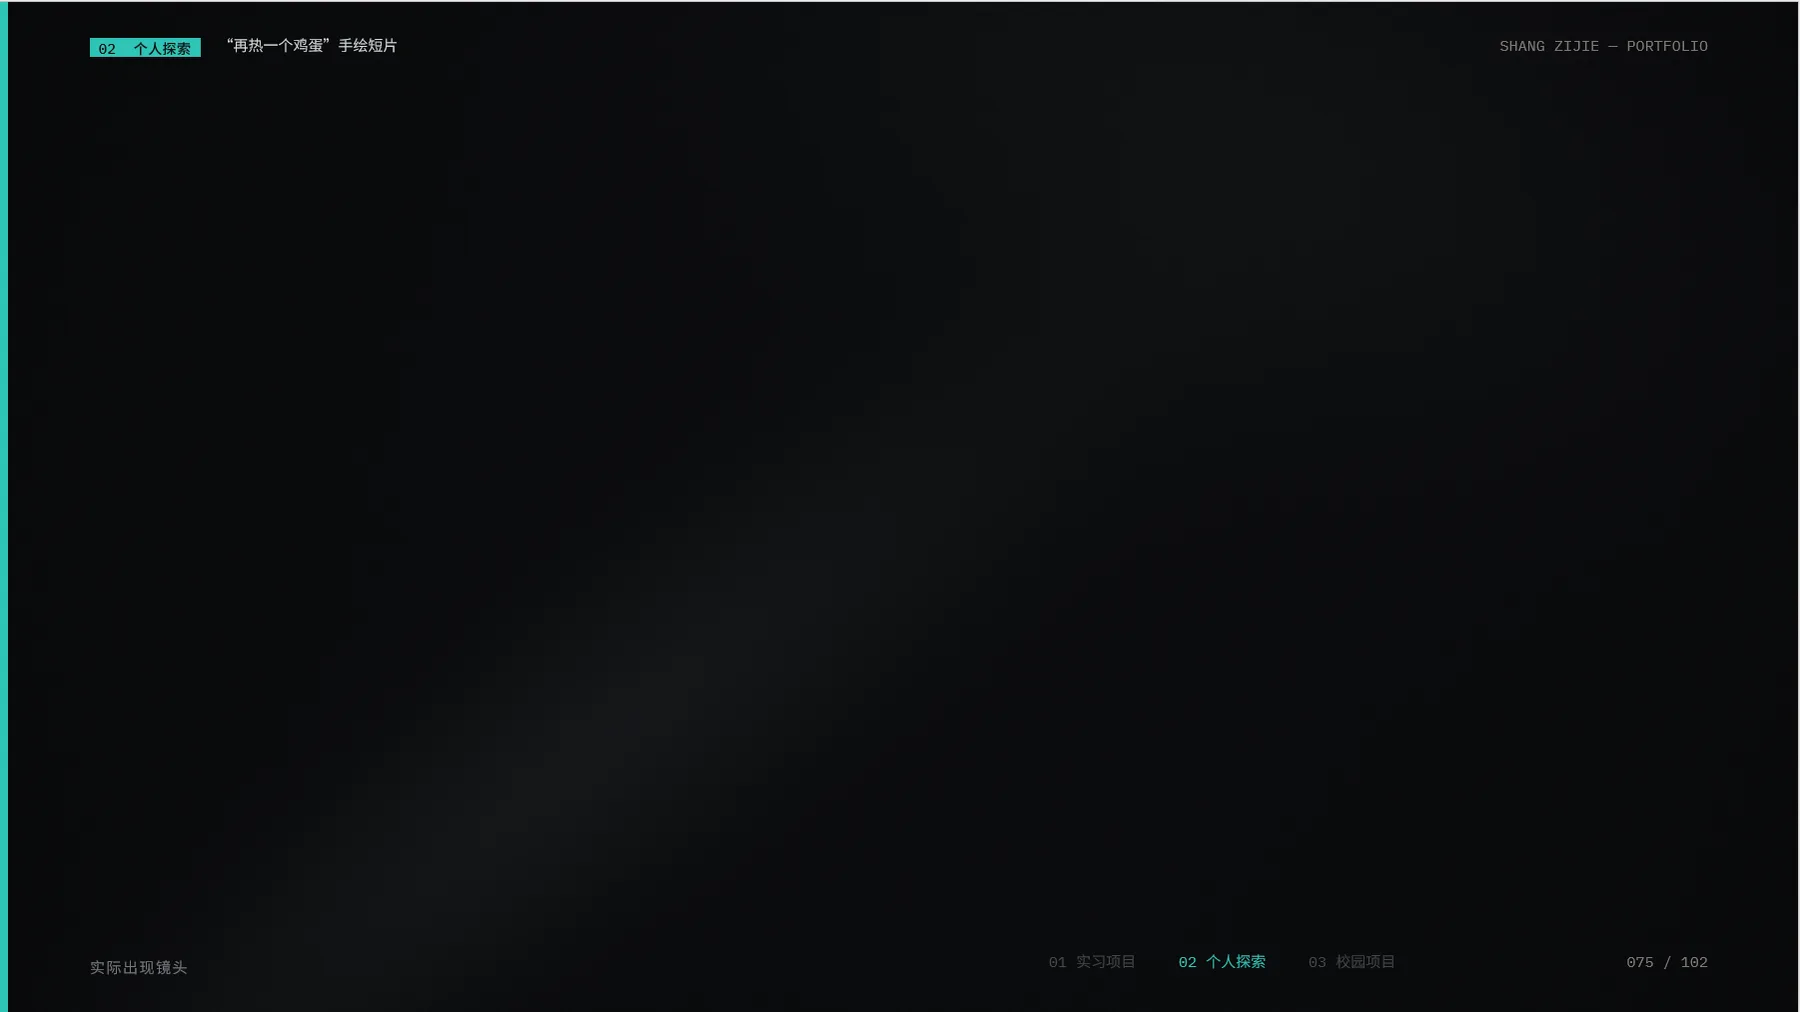 02 个人探索
“再热一个鸡蛋”手绘短片
SHANG ZIJIE — PORTFOLIO
实际出现镜头
01 实习项目
02 个人探索
03 校园项目
075 / 102